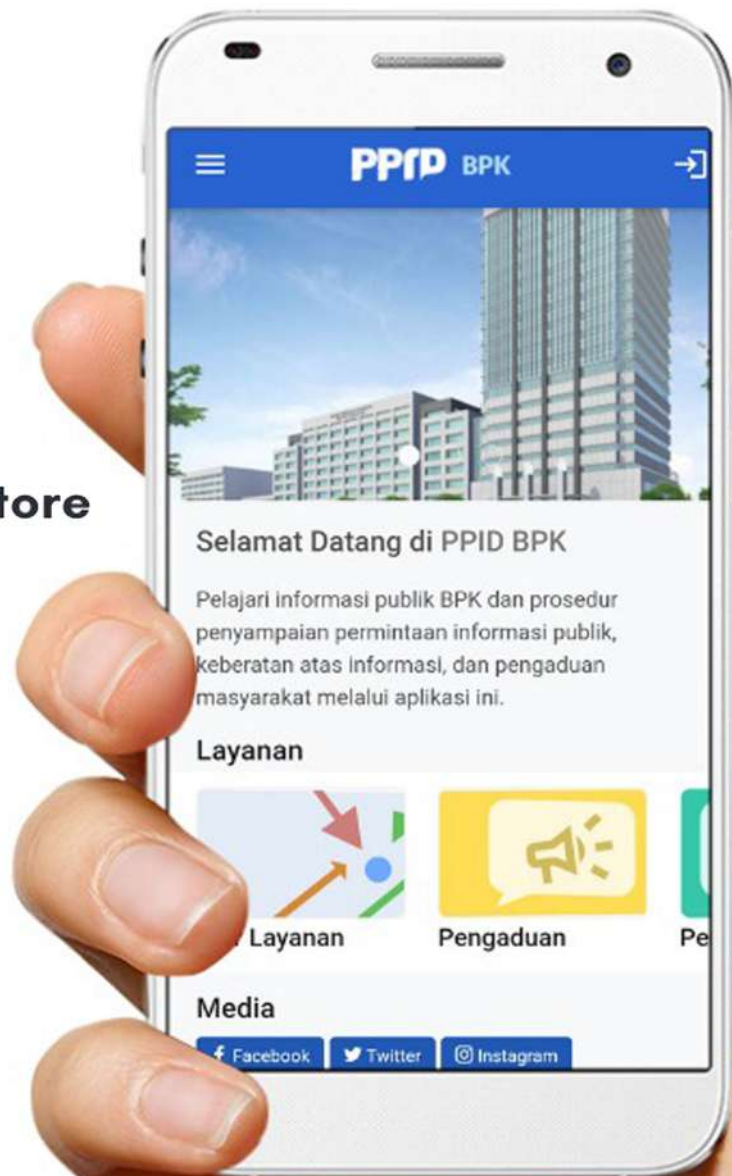 PPID BPK
tore
Selamat Datang di PPID BPK
Pelajari informasi publik BPK dan prosedur
penyampaian permintaan informasi publik,
keberatan atas informasi, dan pengaduan
masyarakat melalui aplikasi ini.
Layanan
Layanan
Pengaduan
Pe
Media
Facebook
Twitter
Instagram